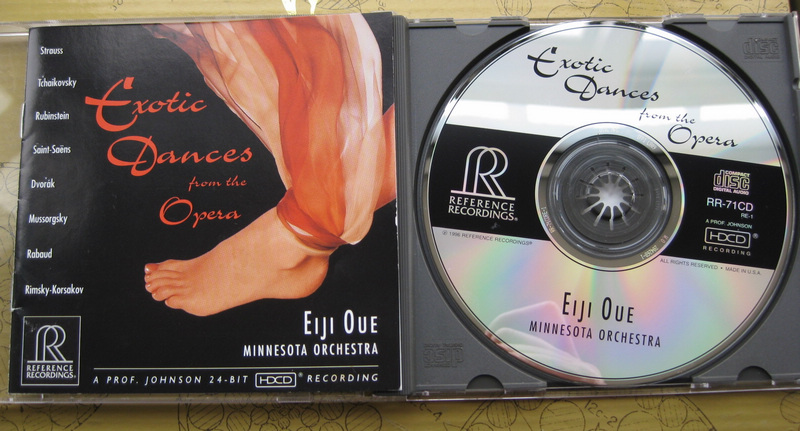 Strauss
Tchaikovsky
Rubinstein
Saint-Saëns
Dvořák
Mussorgsky
Rabaud
Rimsky-Korsakov
Exotic
Dances
from the
Opera
EIJI OUE
MINNESOTA ORCHESTRA
REFERENCE
RECORDINGS®
A PROF. JOHNSON 24-BIT HDCD® RECORDING
Exotic
Dances
from the
Opera
REFERENCE
RECORDINGS®
COMPACT
disc
DIGITAL AUDIO
RR-71CD
RE-1
A PROF. JOHNSON
HDCD®
RECORDING
℗ 1996 REFERENCE RECORDINGS®
ALL RIGHTS RESERVED • MADE IN U.S.A.
EIJI OUE
MINNESOTA ORCHESTRA